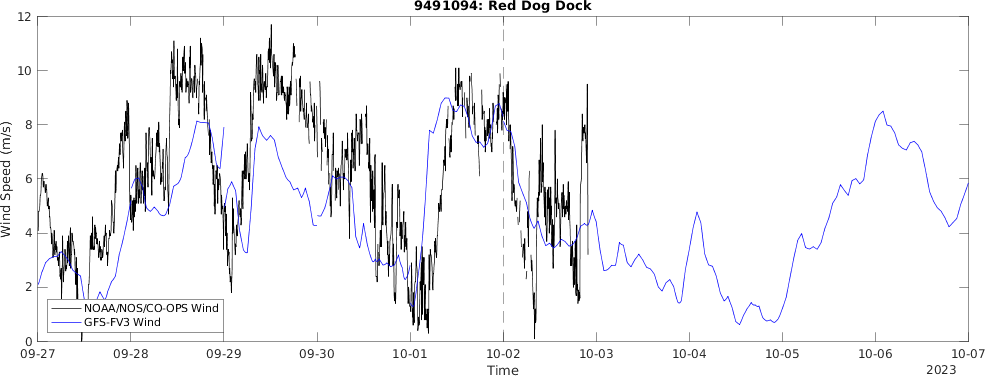 9491094: Red Dog Dock
12
10
8
6
4
2
0
Wind Speed (m/s)
NOAA/NOS/CO-OPS Wind
GFS-FV3 Wind
09-27 09-28 09-29 09-30 10-01 10-02 10-03 10-04 10-05 10-06 10-07
Time
2023